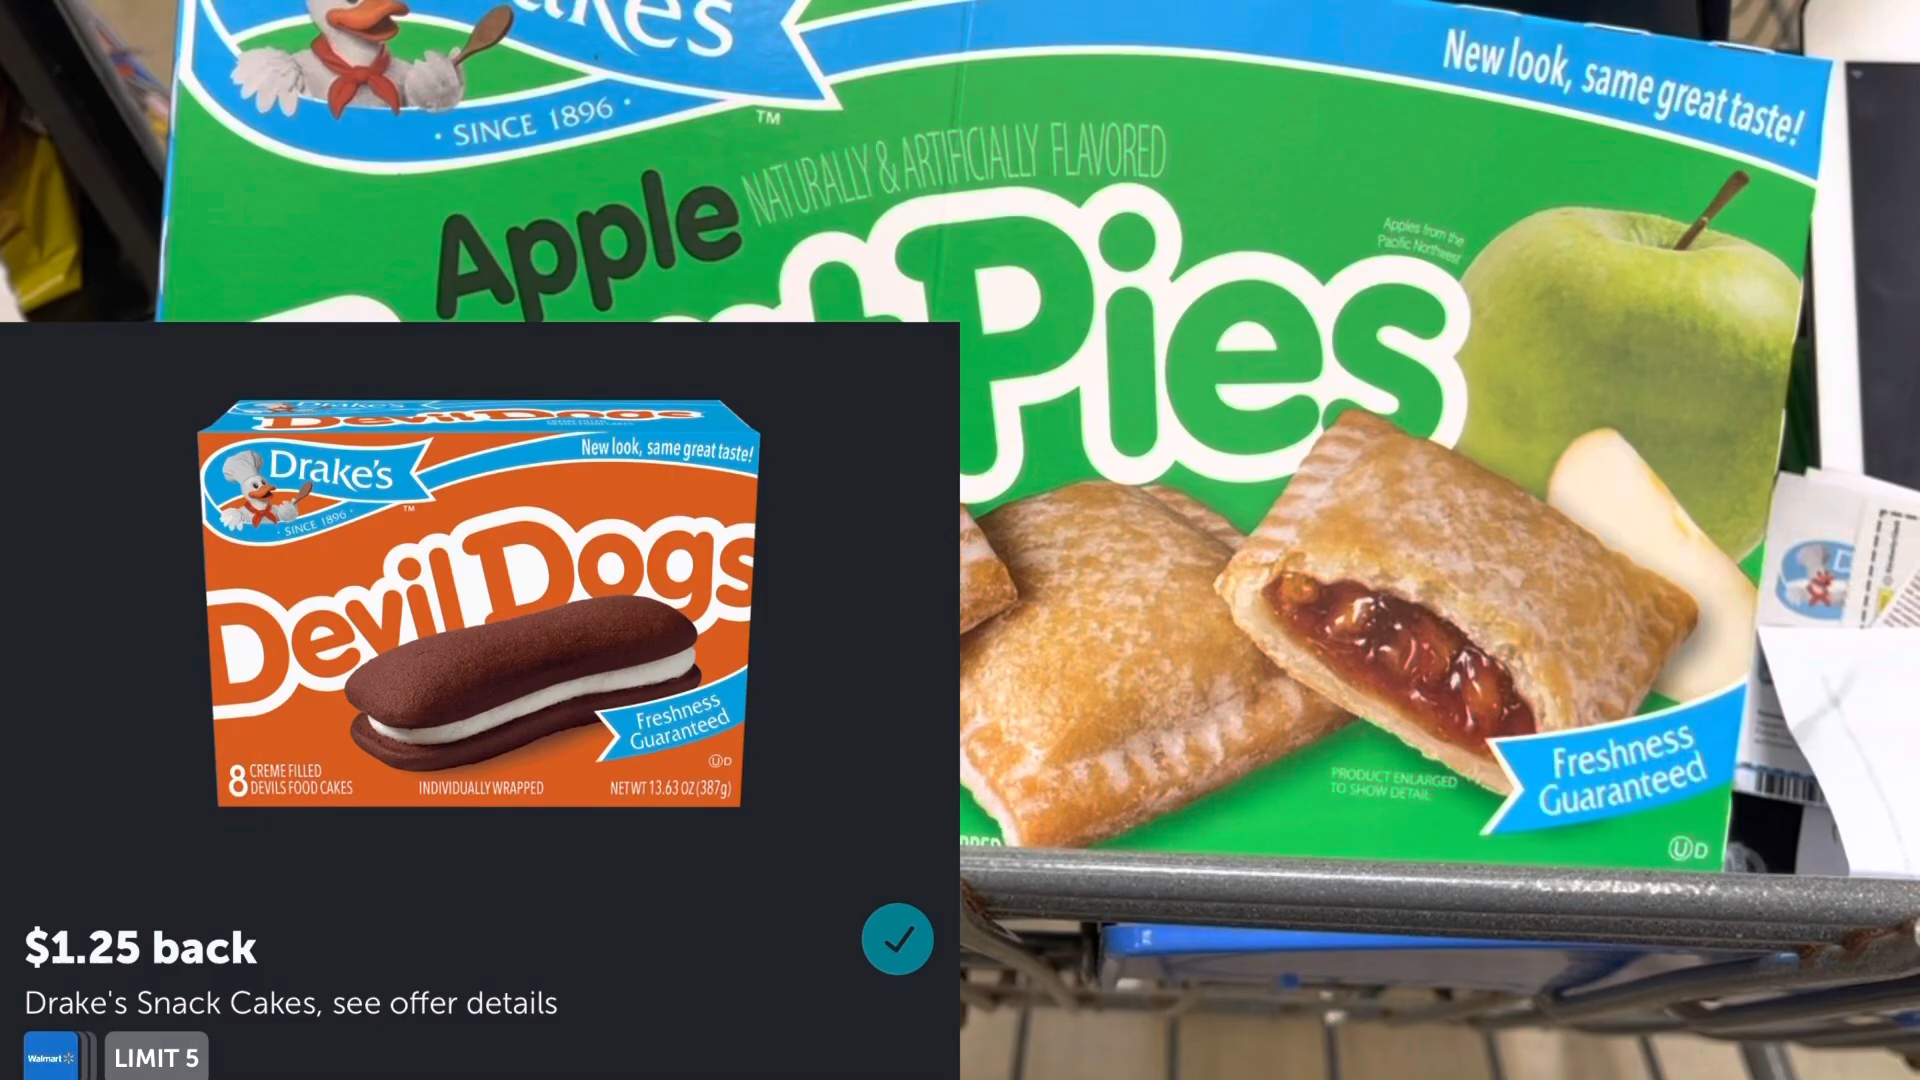 SINCE 1896
TM
New look, same great taste!
NATURALLY & ARTIFICIALLY FLAVORED
Apple
Pies
Apples from the
Pacific Northwest
PRODUCT ENLARGED
TO SHOW DETAIL
Freshness
Guaranteed
U D
Devil Dogs
Drake's
SINCE 1896
TM
New look, same great taste!
Devil Dogs
Freshness
Guaranteed
U D
8 CREME FILLED
DEVILS FOOD CAKES
INDIVIDUALLY WRAPPED
NET WT 13.63 OZ (387g)
$1.25 back
Drake's Snack Cakes, see offer details
Walmart
LIMIT 5